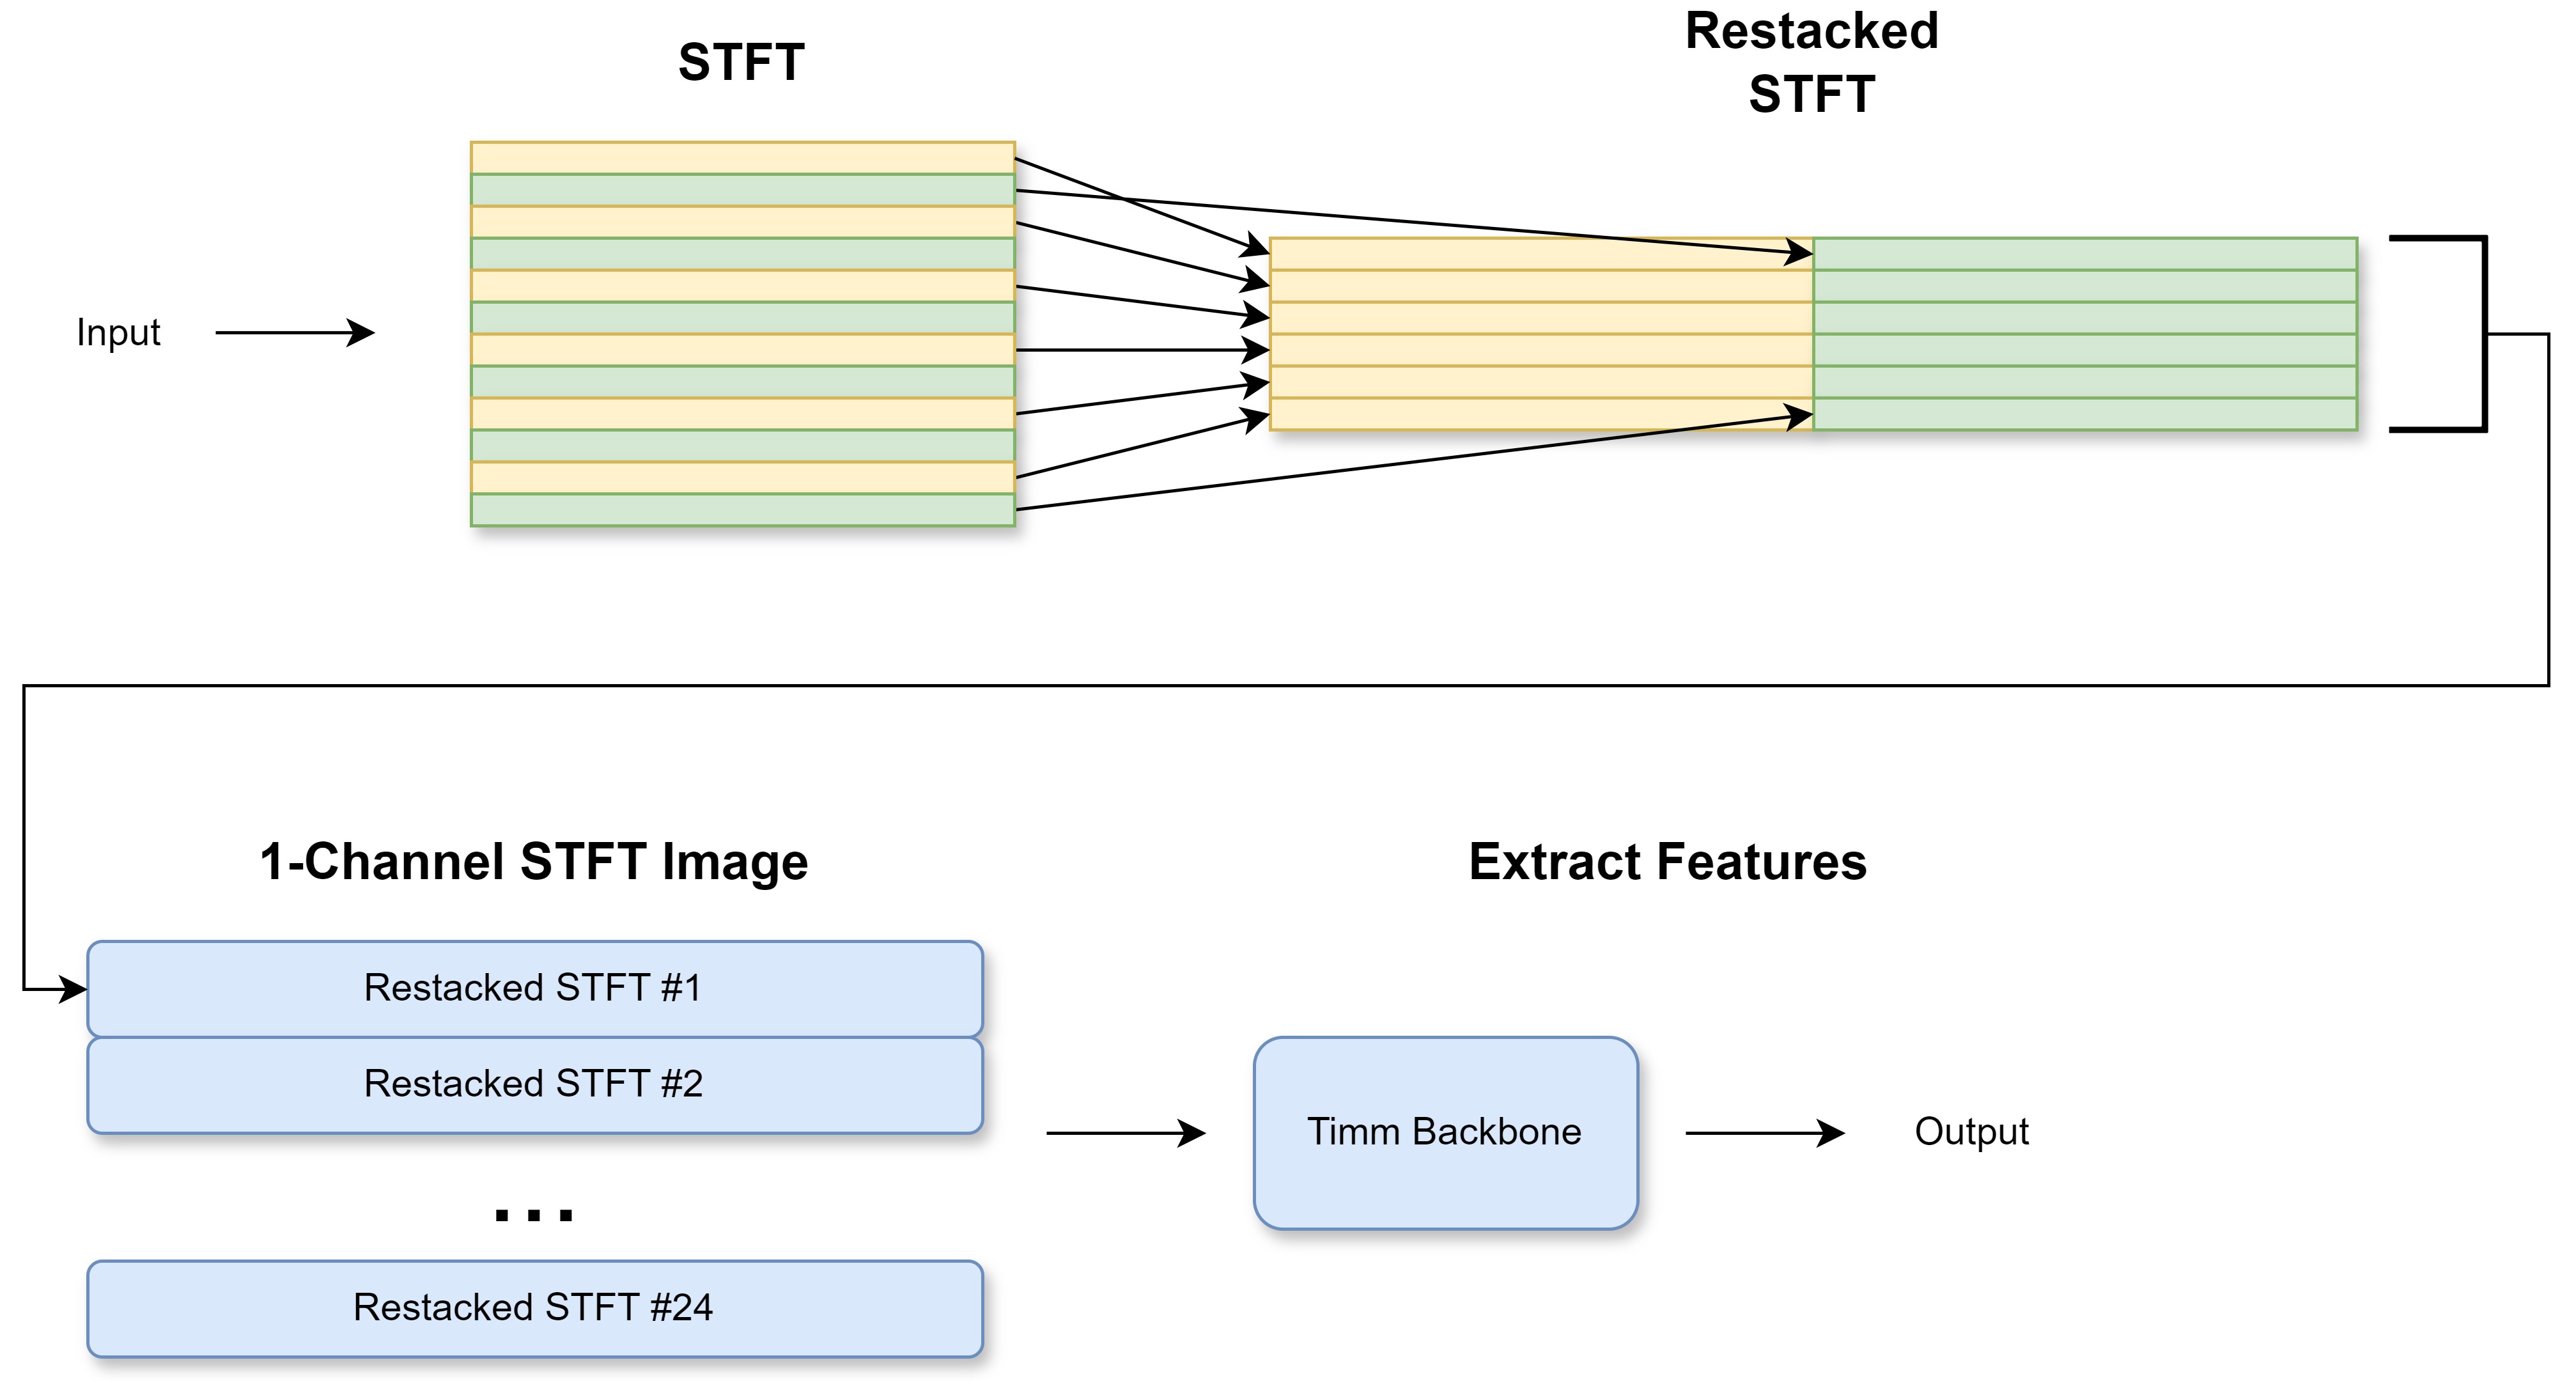 STFT
Restacked
STFT
Input
1-Channel STFT Image
Extract Features
Restacked STFT #1
Restacked STFT #2
...
Restacked STFT #24
Timm Backbone
Output